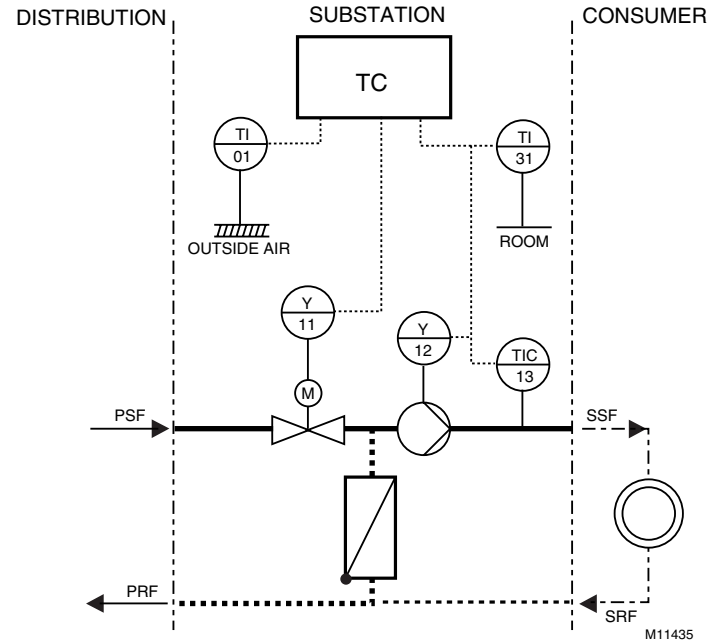 DISTRIBUTION SUBSTATION CONSUMER
TC
TI
01
TI
31
OUTSIDE AIR
ROOM
Y
11
Y
12
TIC
13
M
PSF
SSF
PRF
SRF
M11435